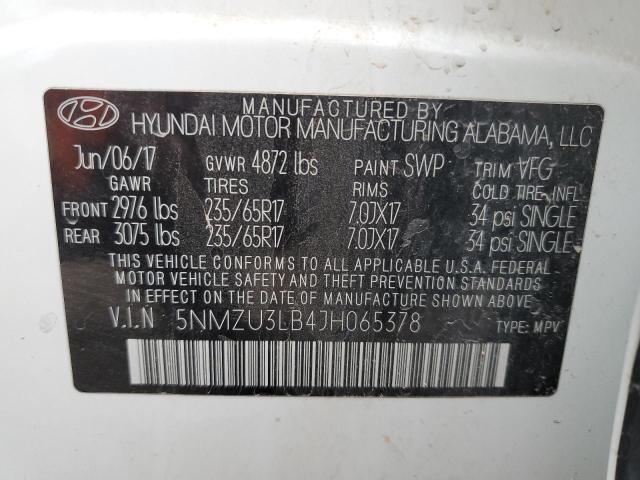 MANUFACTURED BY
HYUNDAI MOTOR MANUFACTURING ALABAMA, LLC
Jun/06/17 GVWR 4872 lbs PAINT SWP TRIM VFG
GAWR TIRES RIMS COLD TIRE INFL.
FRONT 2976 lbs 235/65R17 7.0JX17 34 psi SINGLE
REAR 3075 lbs 235/65R17 7.0JX17 34 psi SINGLE
THIS VEHICLE CONFORMS TO ALL APPLICABLE U.S.A. FEDERAL
MOTOR VEHICLE SAFETY AND THEFT PREVENTION STANDARDS
IN EFFECT ON THE DATE OF MANUFACTURE SHOWN ABOVE.
V.I.N 5NMZU3LB4JH065378 TYPE: MPV